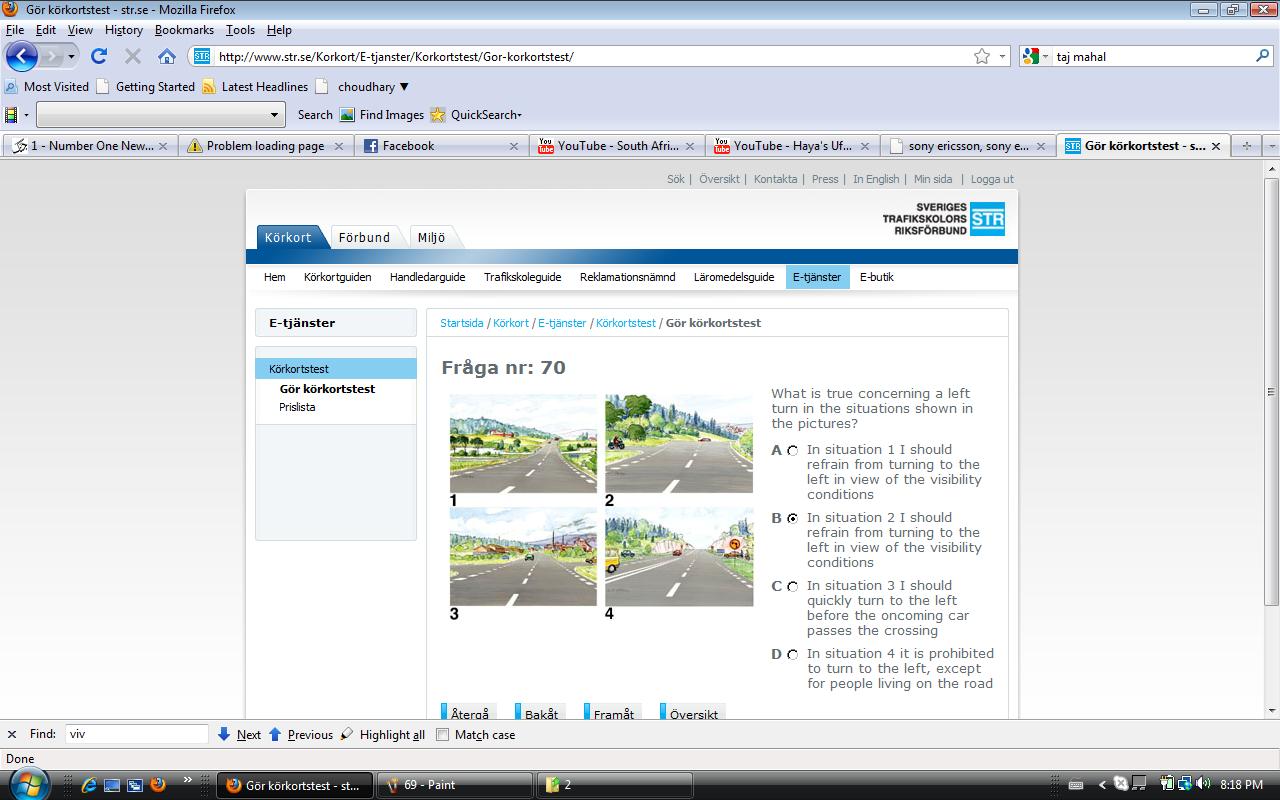 Gör körkortstest - str.se - Mozilla Firefox
File Edit View History Bookmarks Tools Help
STR http://www.str.se/Korkort/E-tjanster/Korkortstest/Gor-korkortstest/ taj mahal
Most Visited Getting Started Latest Headlines choudhary
Search Find Images QuickSearch
1 - Number One New... Problem loading page Facebook YouTube - South Afri... YouTube - Haya's Uf... sony ericsson, sony e... Gör körkortstest - s...
Sök | Översikt | Kontakta | Press | In English | Min sida | Logga ut
SVERIGES
TRAFIKSKOLORS STR
RIKSFÖRBUND
Körkort Förbund Miljö
Hem Körkortguiden Handledarguide Trafikskoleguide Reklamationsnämnd Läromedelsguide E-tjänster E-butik
E-tjänster
Körkortstest
Gör körkortstest
Prislista
Startsida / Körkort / E-tjänster / Körkortstest / Gör körkortstest
Fråga nr: 70
1
2
3
4
What is true concerning a left
turn in the situations shown in
the pictures?
A In situation 1 I should
refrain from turning to the
left in view of the visibility
conditions
B In situation 2 I should
refrain from turning to the
left in view of the visibility
conditions
C In situation 3 I should
quickly turn to the left
before the oncoming car
passes the crossing
D In situation 4 it is prohibited
to turn to the left, except
for people living on the road
Återgå Bakåt Framåt Översikt
Find: viv Next Previous Highlight all Match case
Done
Gör körkortstest - st... 69 - Paint 2 8:18 PM